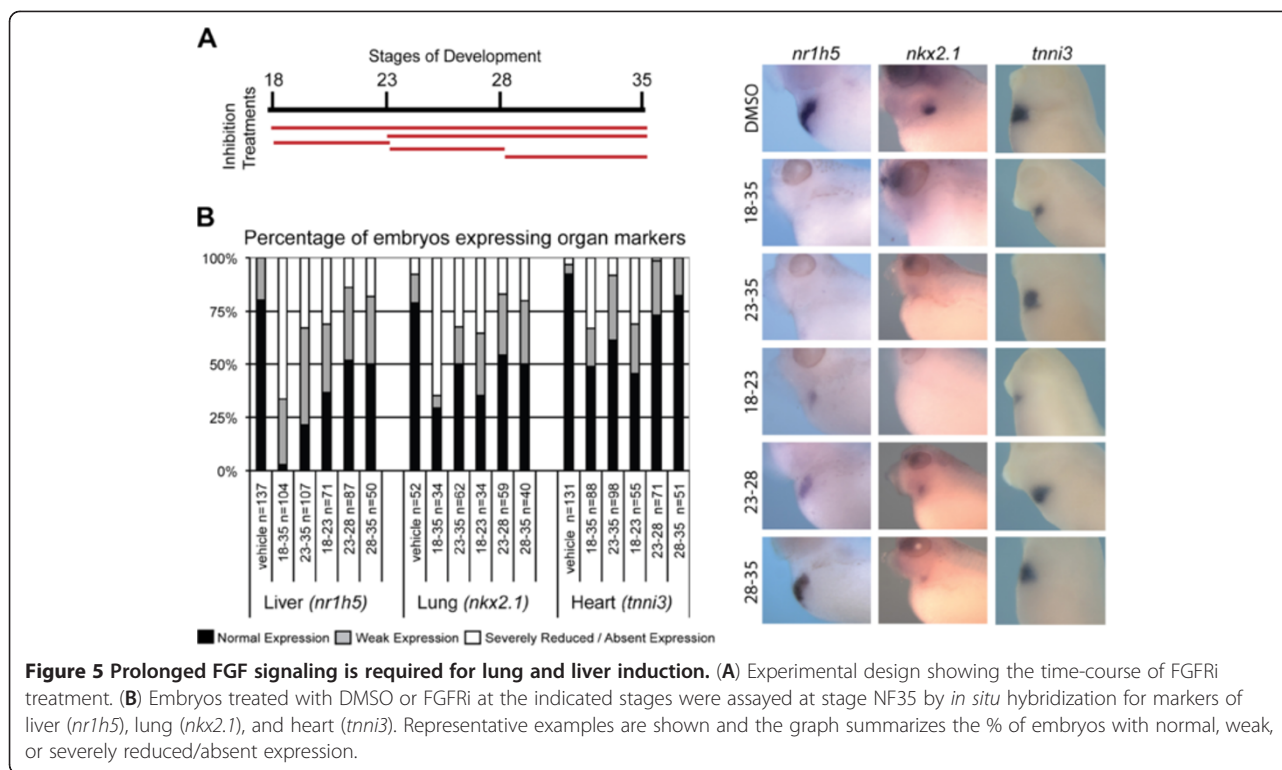 A
Stages of Development
18 23 28 35
Inhibition
Treatments
B
Percentage of embryos expressing organ markers
100%
75%
50%
25%
0%
vehicle n=137
18-35 n=104
23-35 n=107
18-23 n=71
23-28 n=87
28-35 n=50
vehicle n=52
18-35 n=34
23-35 n=62
18-23 n=34
23-28 n=59
28-35 n=40
vehicle n=131
18-35 n=88
23-35 n=98
18-23 n=55
23-28 n=71
28-35 n=51
Liver (nr1h5) Lung (nkx2.1) Heart (tnni3)
Normal Expression Weak Expression Severely Reduced / Absent Expression
nr1h5 nkx2.1 tnni3
DMSO
18-35
23-35
18-23
23-28
28-35
Figure 5 Prolonged FGF signaling is required for lung and liver induction. (A) Experimental design showing the time-course of FGFRi
treatment. (B) Embryos treated with DMSO or FGFRi at the indicated stages were assayed at stage NF35 by in situ hybridization for markers of
liver (nr1h5), lung (nkx2.1), and heart (tnni3). Representative examples are shown and the graph summarizes the % of embryos with normal, weak,
or severely reduced/absent expression.